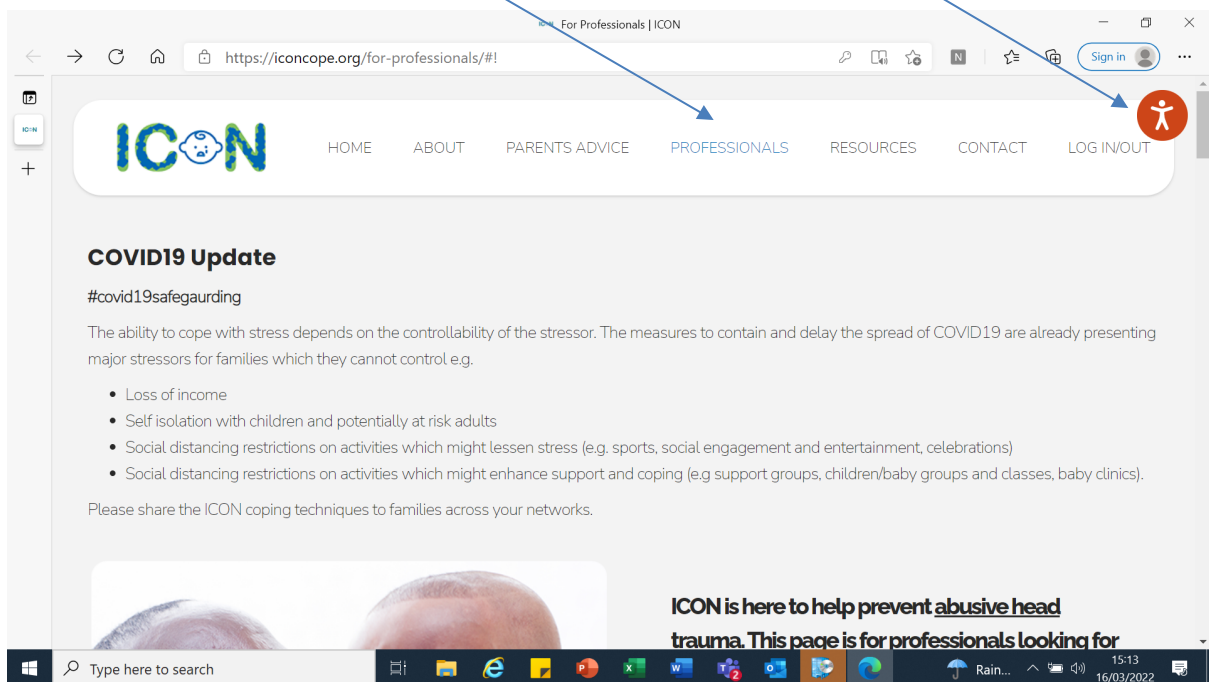 ICON For Professionals | ICON
https://iconcope.org/for-professionals/#!
N
Sign in
ICON
ICON
HOME ABOUT PARENTS ADVICE PROFESSIONALS RESOURCES CONTACT LOG IN/OUT
COVID19 Update
#covid19safegaurding
The ability to cope with stress depends on the controllability of the stressor. The measures to contain and delay the spread of COVID19 are already presenting
major stressors for families which they cannot control e.g.
• Loss of income
• Self isolation with children and potentially at risk adults
• Social distancing restrictions on activities which might lessen stress (e.g. sports, social engagement and entertainment, celebrations)
• Social distancing restrictions on activities which might enhance support and coping (e.g support groups, children/baby groups and classes, baby clinics).
Please share the ICON coping techniques to families across your networks.
ICON is here to help prevent abusive head
trauma. This page is for professionals looking for
Type here to search
2
Rain...
15:13
16/03/2022